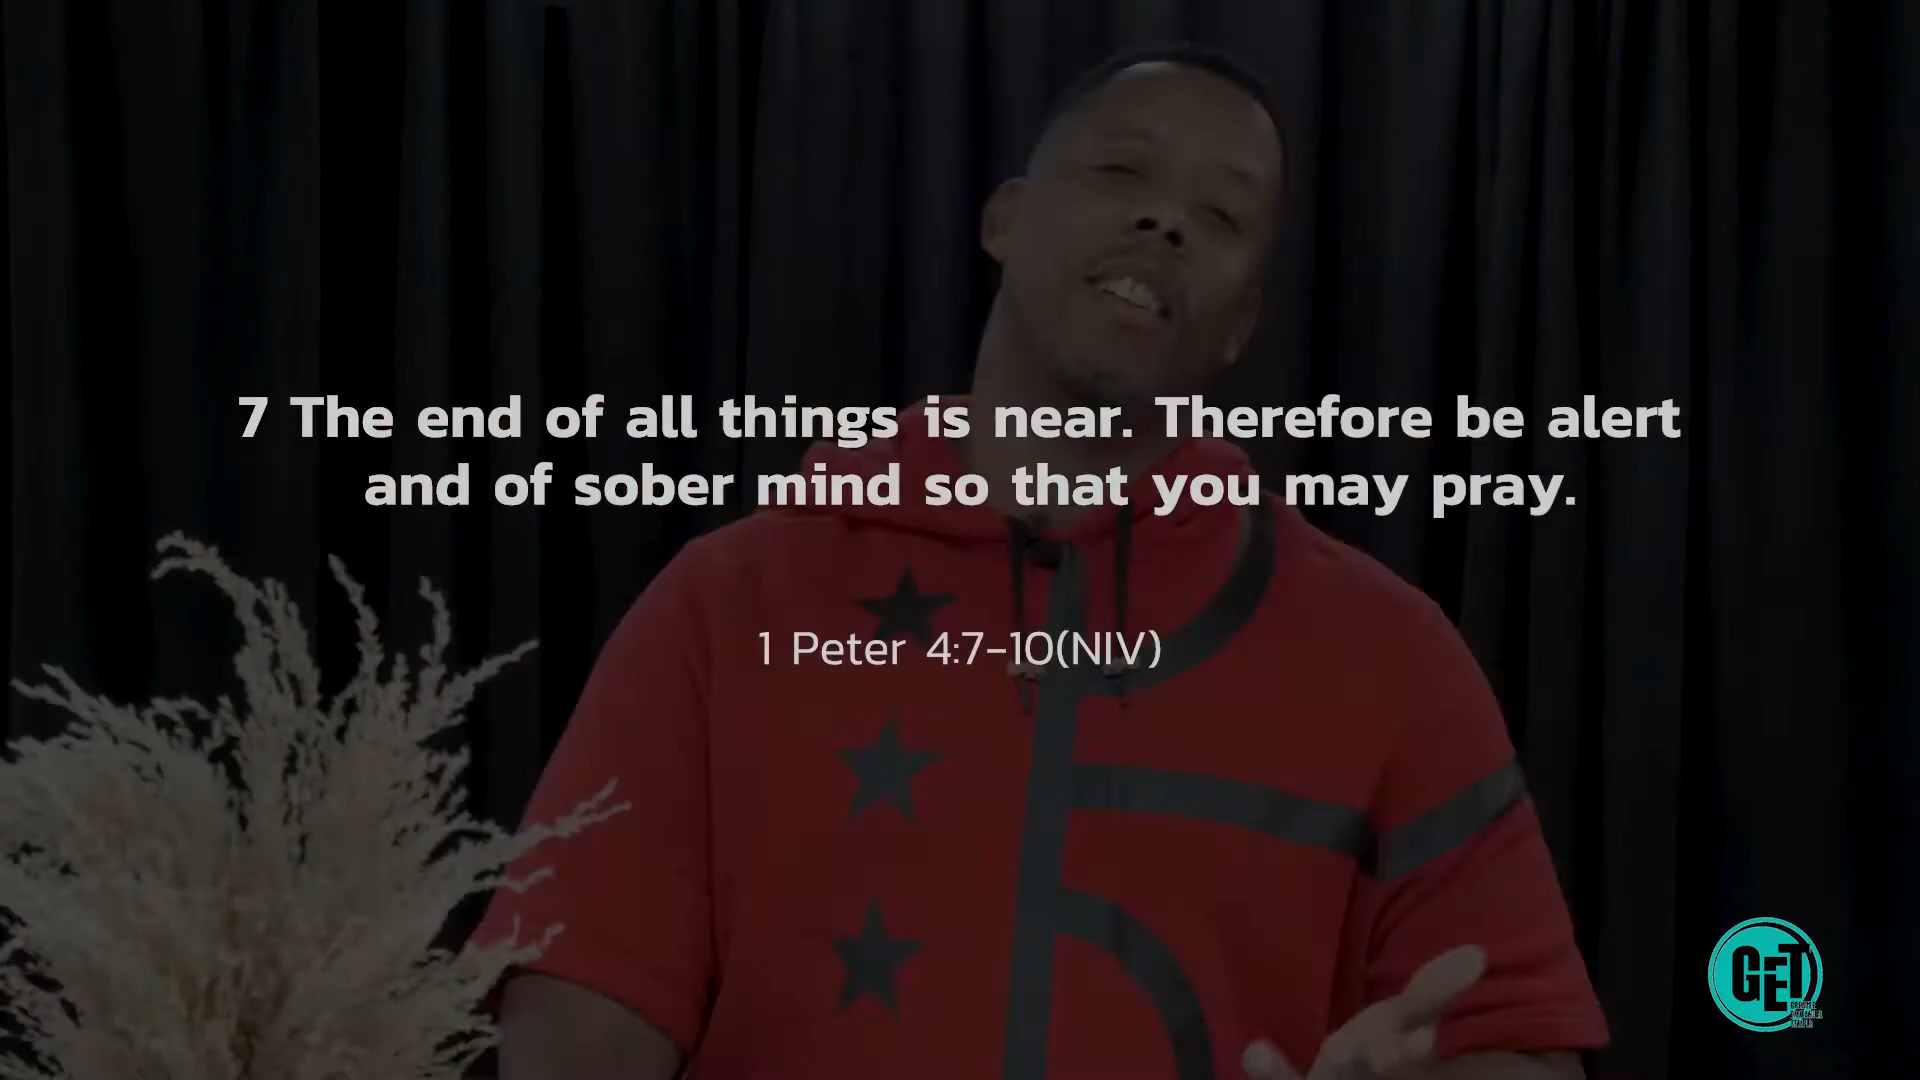 7 The end of all things is near. Therefore be alert
and of sober mind so that you may pray.
1 Peter 4:7-10(NIV)
GET